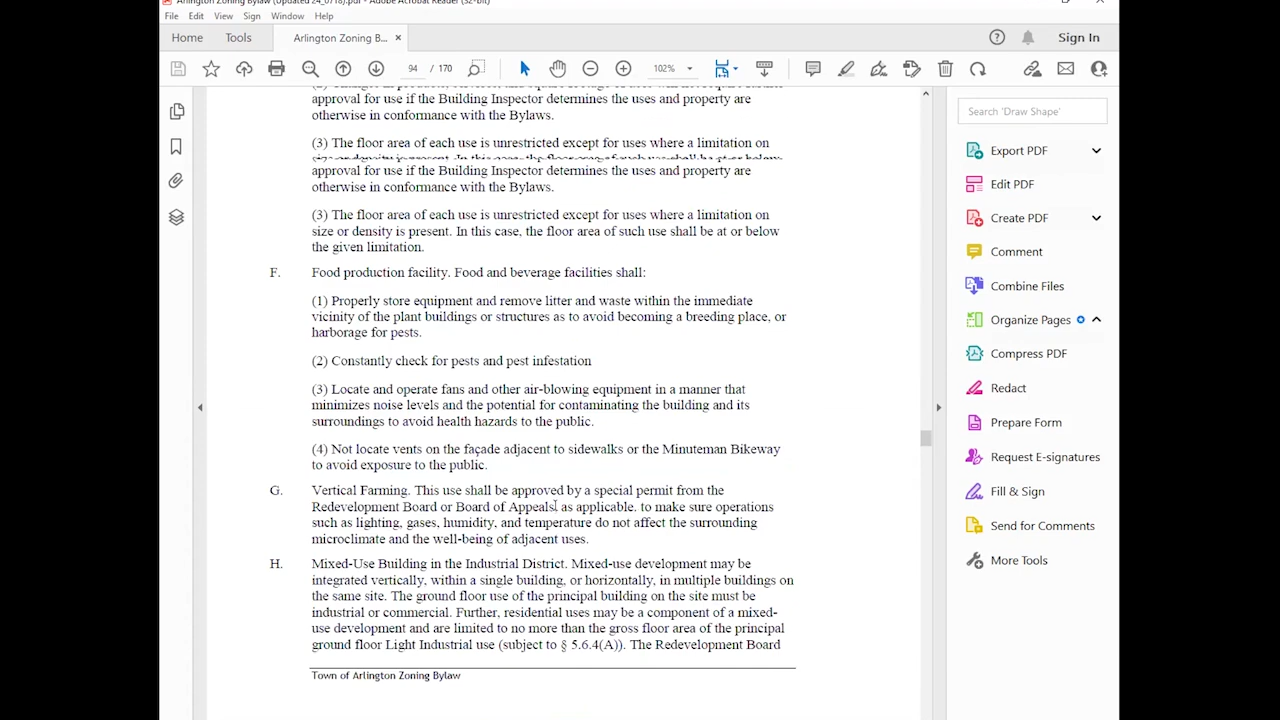 Arlington Zoning Bylaw (Updated 24_0718).pdf - Adobe Acrobat Reader (32-bit)
File Edit View Sign Window Help
Home Tools Arlington Zoning B... × Sign In
94 / 170 102%
approval for use if the Building Inspector determines the uses and property are
otherwise in conformance with the Bylaws.
(3) The floor area of each use is unrestricted except for uses where a limitation on
approval for use if the Building Inspector determines the uses and property are
otherwise in conformance with the Bylaws.
(3) The floor area of each use is unrestricted except for uses where a limitation on
size or density is present. In this case, the floor area of such use shall be at or below
the given limitation.
F. Food production facility. Food and beverage facilities shall:
(1) Properly store equipment and remove litter and waste within the immediate
vicinity of the plant buildings or structures as to avoid becoming a breeding place, or
harborage for pests.
(2) Constantly check for pests and pest infestation
(3) Locate and operate fans and other air-blowing equipment in a manner that
minimizes noise levels and the potential for contaminating the building and its
surroundings to avoid health hazards to the public.
(4) Not locate vents on the façade adjacent to sidewalks or the Minuteman Bikeway
to avoid exposure to the public.
G. Vertical Farming. This use shall be approved by a special permit from the
Redevelopment Board or Board of Appeals, as applicable. to make sure operations
such as lighting, gases, humidity, and temperature do not affect the surrounding
microclimate and the well-being of adjacent uses.
H. Mixed-Use Building in the Industrial District. Mixed-use development may be
integrated vertically, within a single building, or horizontally, in multiple buildings on
the same site. The ground floor use of the principal building on the site must be
industrial or commercial. Further, residential uses may be a component of a mixed-
use development and are limited to no more than the gross floor area of the principal
ground floor Light Industrial use (subject to § 5.6.4(A)). The Redevelopment Board
Town of Arlington Zoning Bylaw
Search 'Draw Shape'
Export PDF
Edit PDF
Create PDF
Comment
Combine Files
Organize Pages
Compress PDF
Redact
Prepare Form
Request E-signatures
Fill & Sign
Send for Comments
More Tools